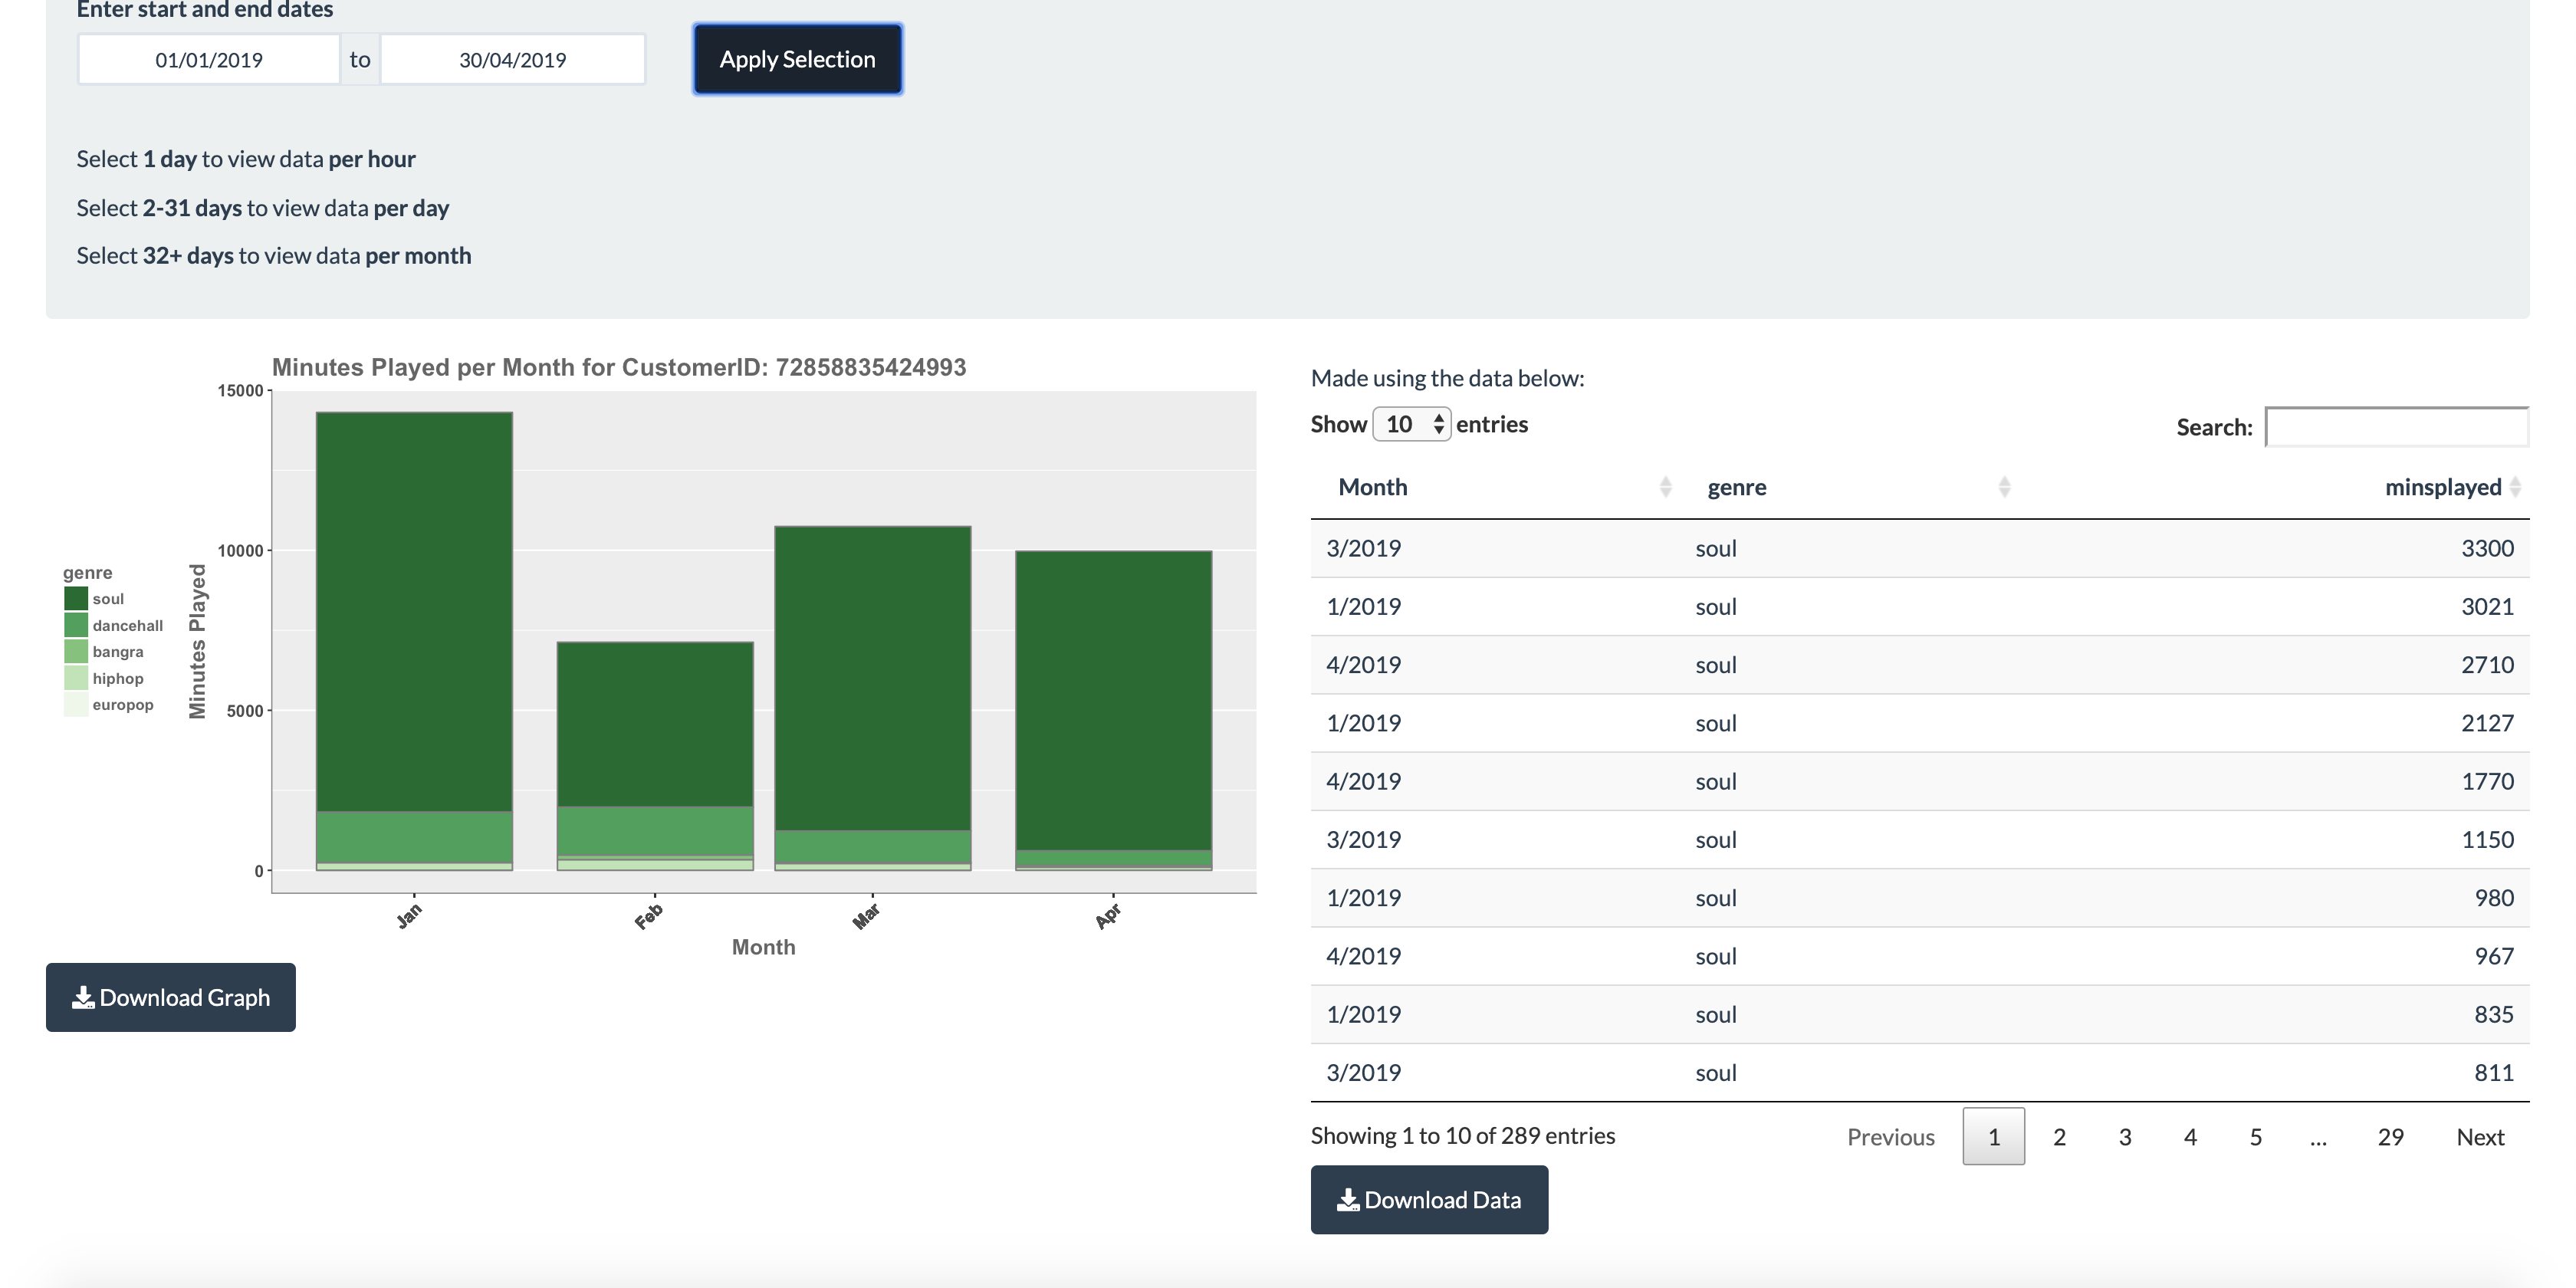 Enter start and end dates
01/01/2019 to 30/04/2019 Apply Selection
Select 1 day to view data per hour
Select 2-31 days to view data per day
Select 32+ days to view data per month
Minutes Played per Month for CustomerID: 72858835424993
15000
10000
5000
0
Minutes Played
genre
soul
dancehall
bangra
hiphop
europop
Jan Feb Mar Apr
Month
Download Graph
Made using the data below:
Show 10 entries Search:
Month genre minsplayed
3/2019 soul 3300
1/2019 soul 3021
4/2019 soul 2710
1/2019 soul 2127
4/2019 soul 1770
3/2019 soul 1150
1/2019 soul 980
4/2019 soul 967
1/2019 soul 835
3/2019 soul 811
Showing 1 to 10 of 289 entries Previous 1 2 3 4 5 ... 29 Next
Download Data